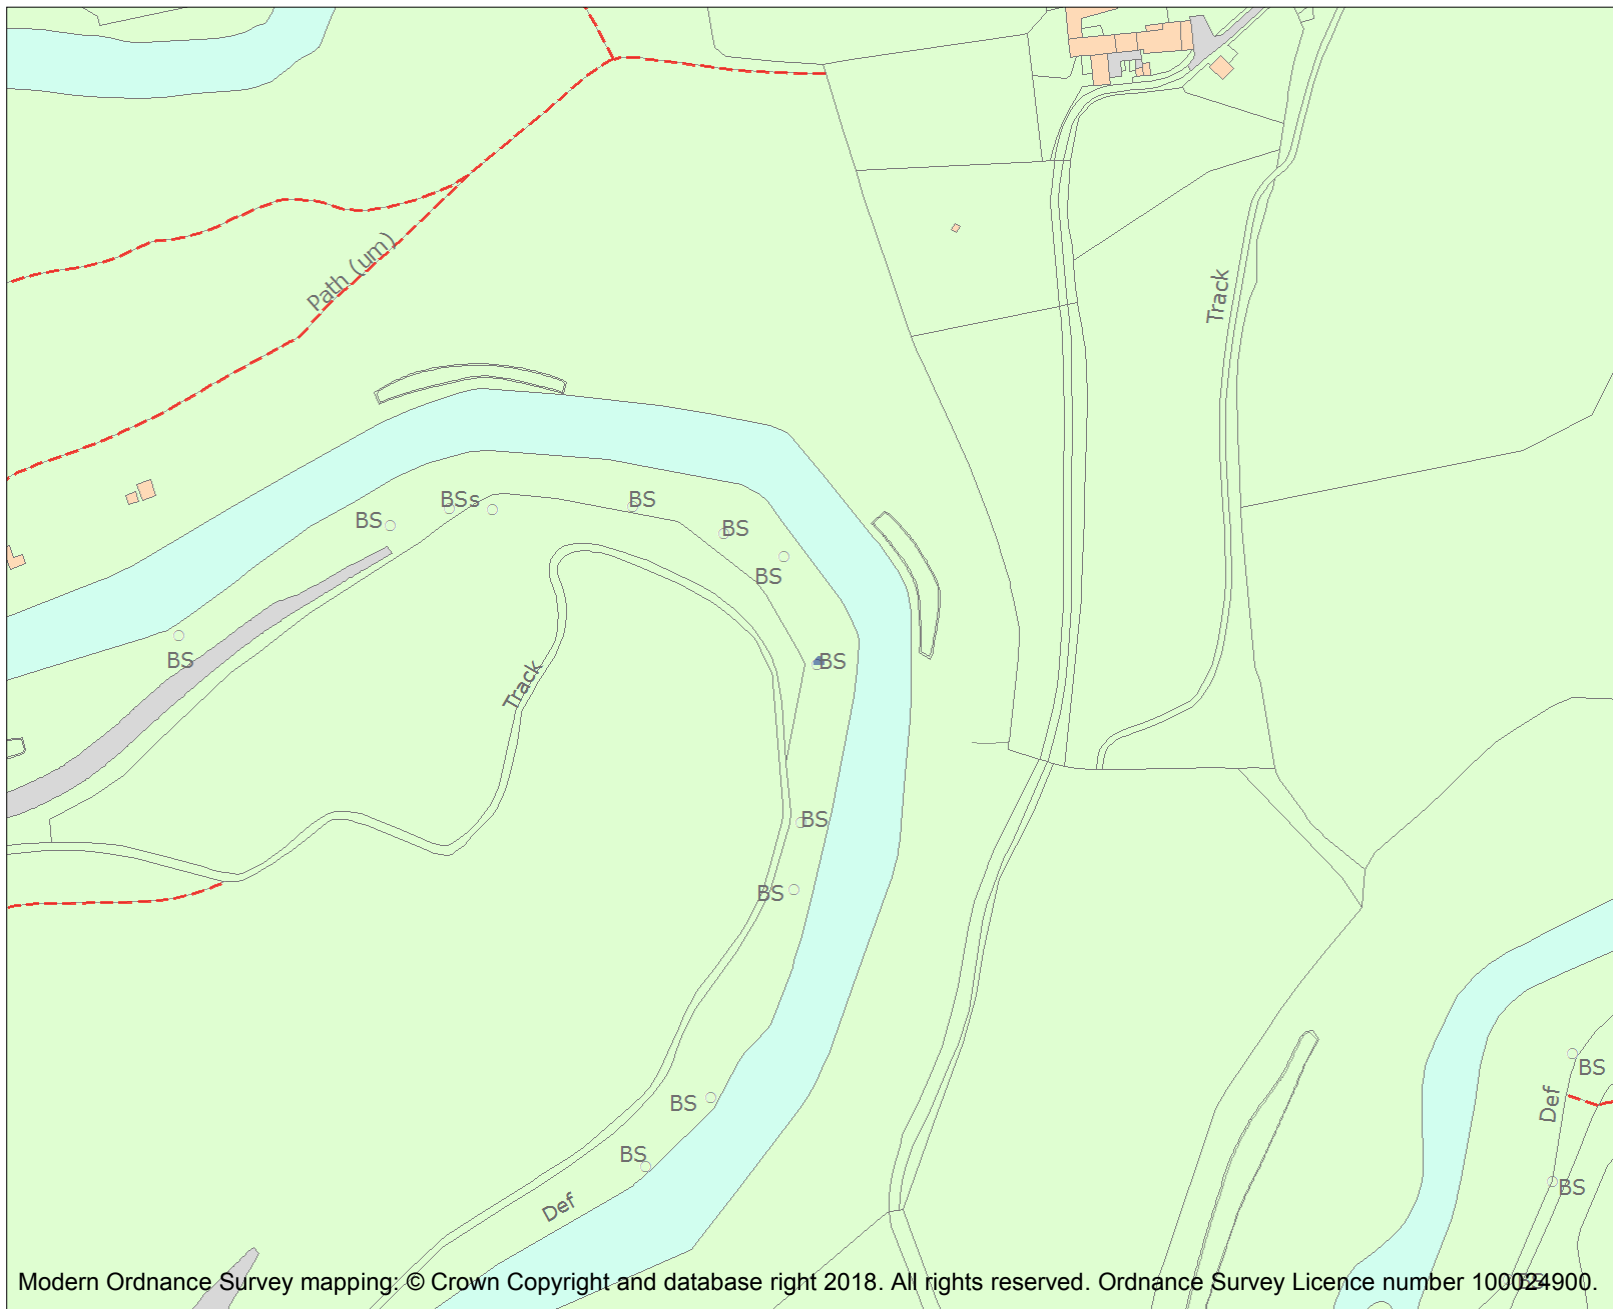 Path (um)
Track
BSs
BS
BS
BS
BS
BS
BS
BS
Track
BS
BS
BS
Def
BS
BS
Def
BS
Modern Ordnance Survey mapping: © Crown Copyright and database right 2018. All rights reserved. Ordnance Survey Licence number 100024900.